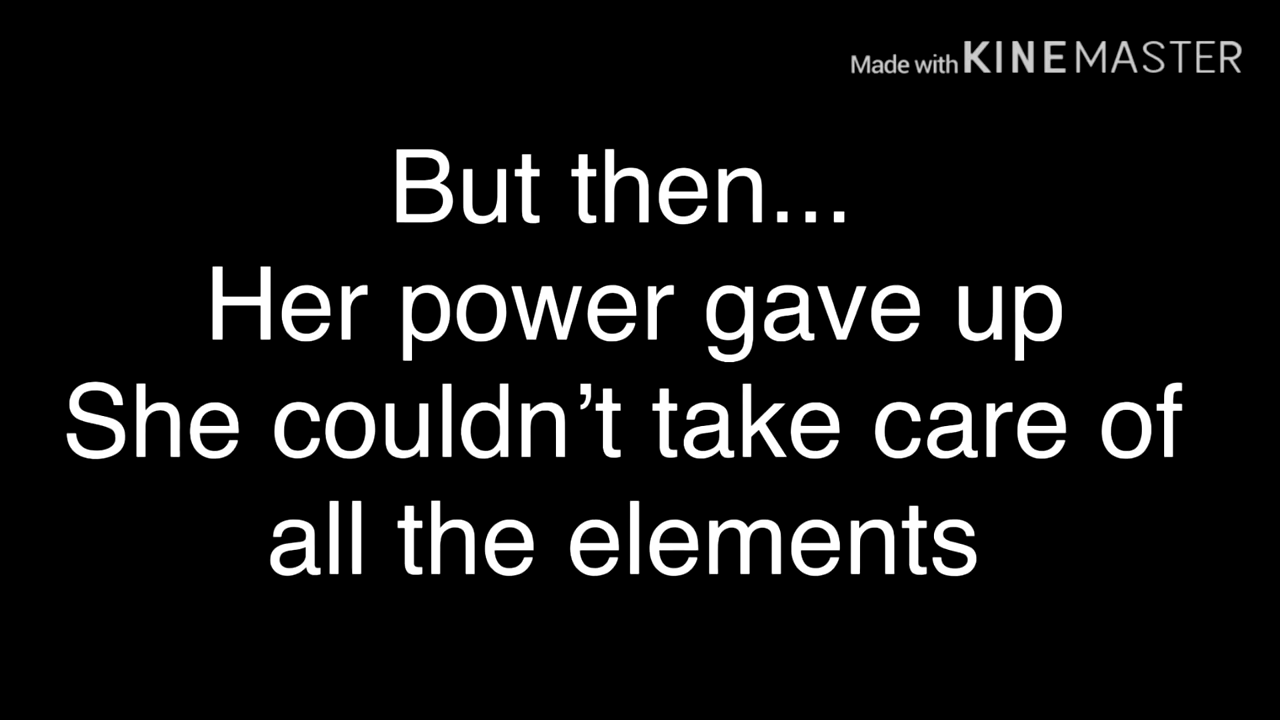 Made with KINEMASTER
But then...
Her power gave up
She couldn’t take care of
all the elements